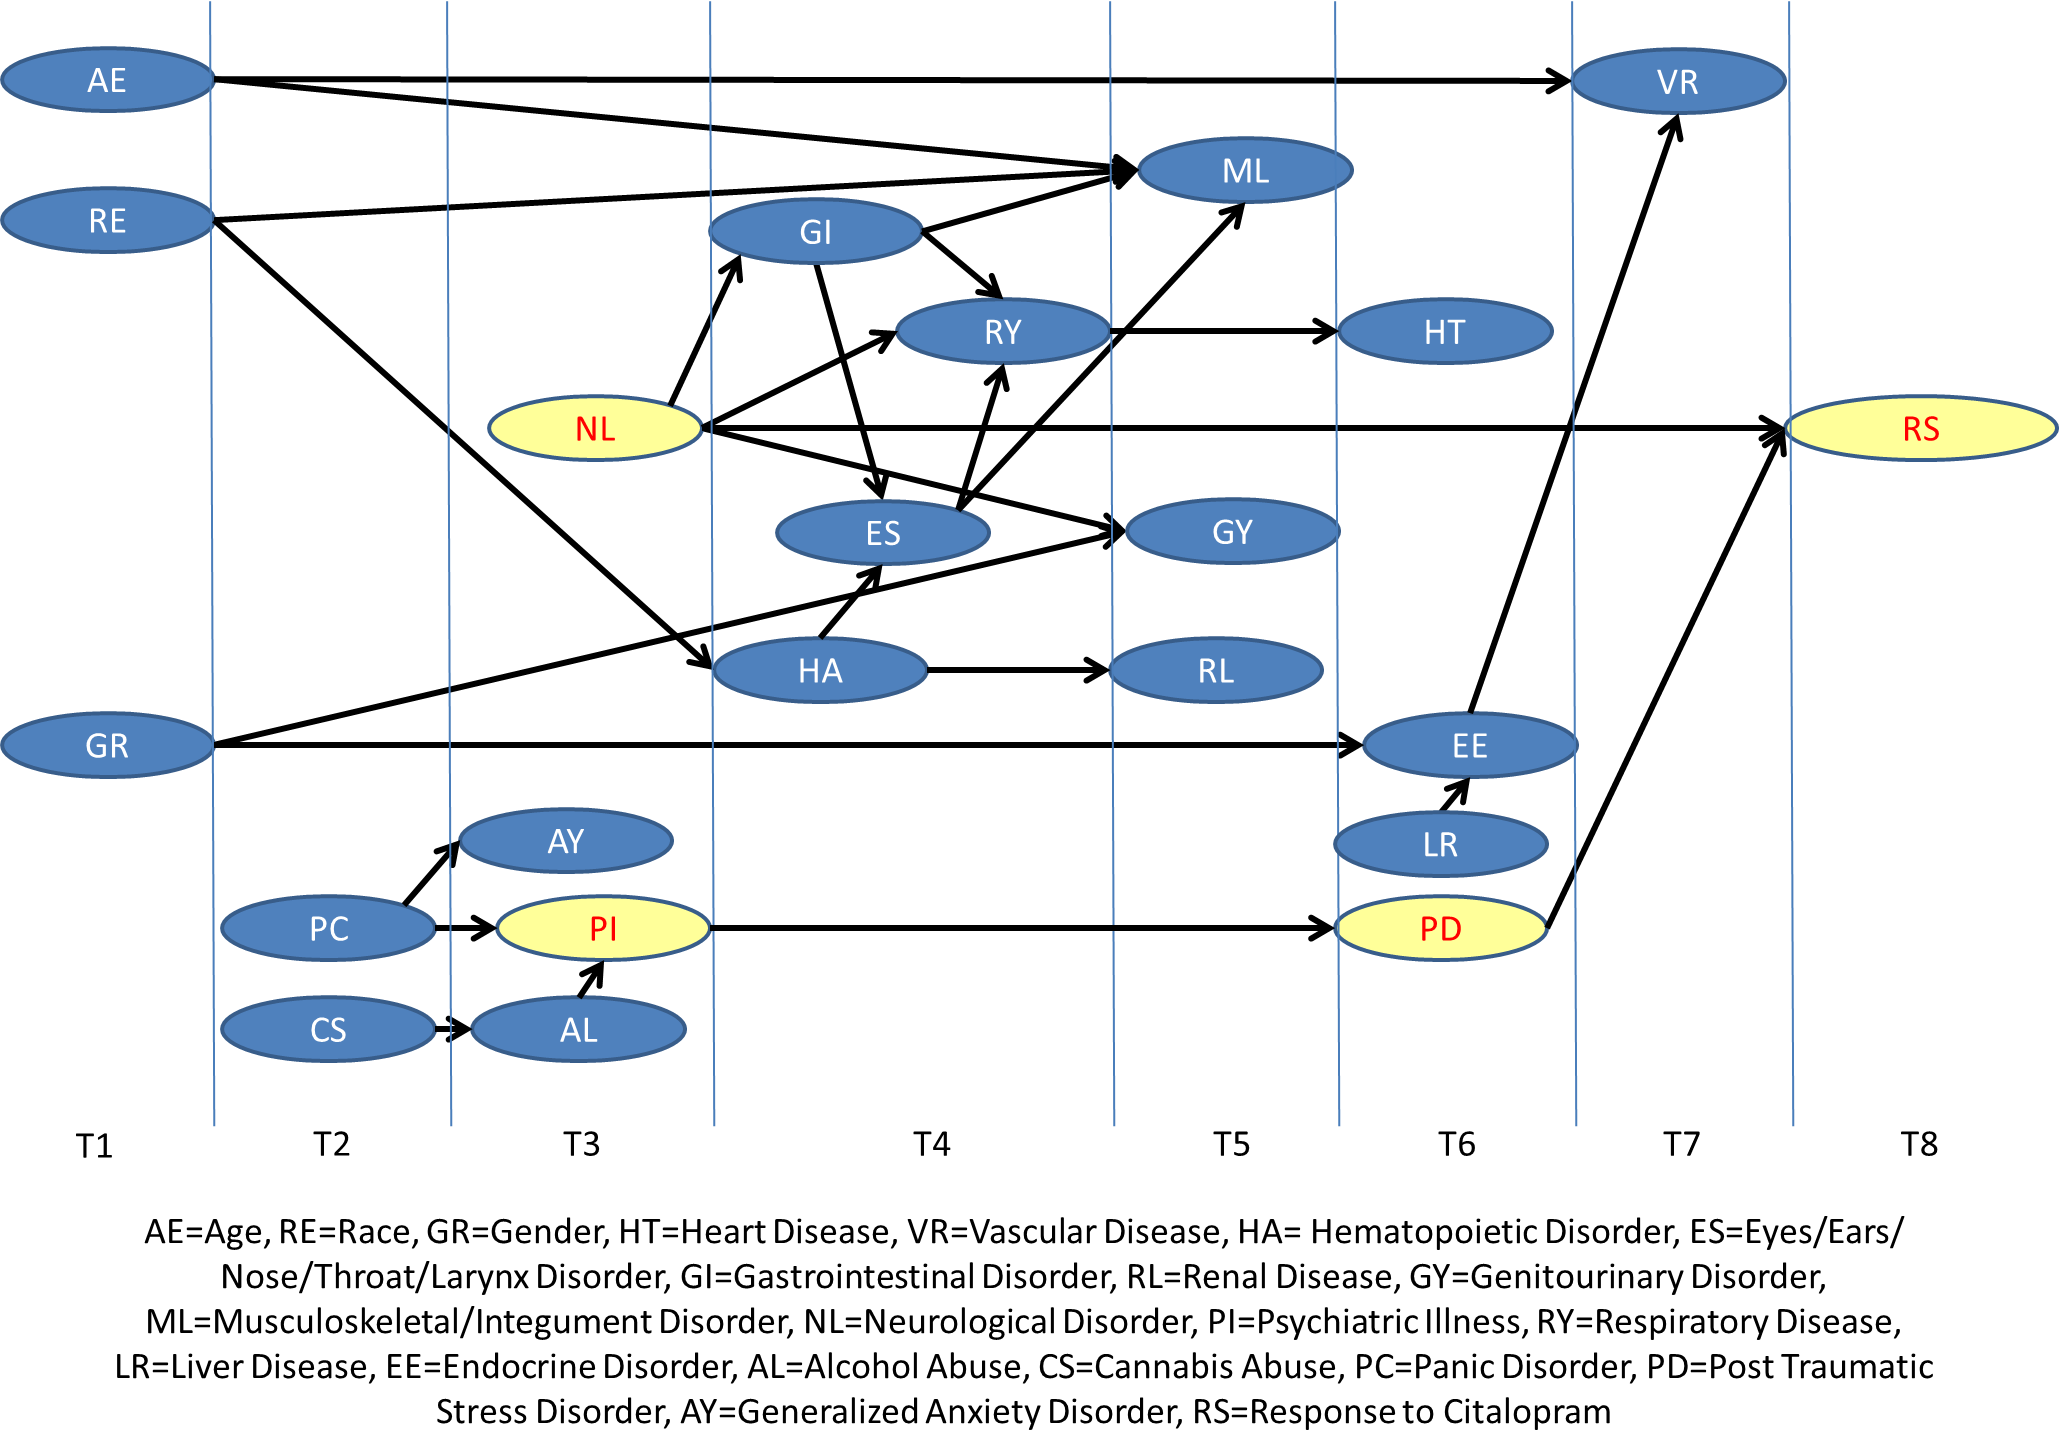 AE
VR
ML
RE
GI
RY
HT
NL
RS
ES
GY
HA
RL
GR
EE
AY
LR
PC
PI
PD
CS
AL
T1
T2
T3
T4
T5
T6
T7
T8
AE=Age, RE=Race, GR=Gender, HT=Heart Disease, VR=Vascular Disease, HA= Hematopoietic Disorder, ES=Eyes/Ears/
Nose/Throat/Larynx Disorder, GI=Gastrointestinal Disorder, RL=Renal Disease, GY=Genitourinary Disorder,
ML=Musculoskeletal/Integument Disorder, NL=Neurological Disorder, PI=Psychiatric Illness, RY=Respiratory Disease,
LR=Liver Disease, EE=Endocrine Disorder, AL=Alcohol Abuse, CS=Cannabis Abuse, PC=Panic Disorder, PD=Post Traumatic
Stress Disorder, AY=Generalized Anxiety Disorder, RS=Response to Citalopram